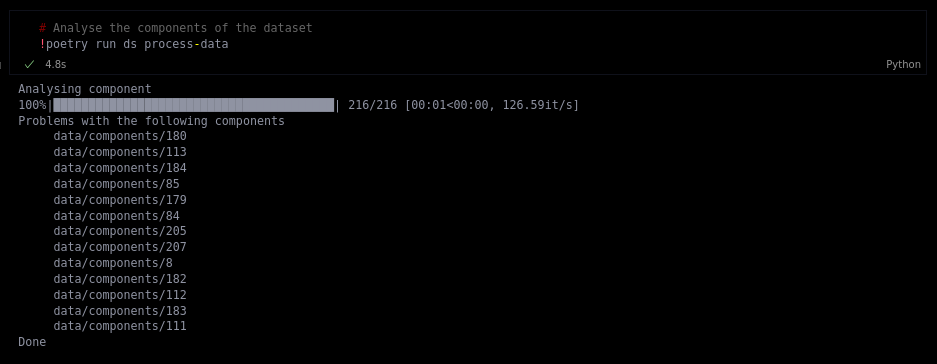 # Analyse the components of the dataset
!poetry run ds process-data
✓ 4.8s
Python
Analysing component
100%|████████████████████████████████████████| 216/216 [00:01<00:00, 126.59it/s]
Problems with the following components
data/components/180
data/components/113
data/components/184
data/components/85
data/components/179
data/components/84
data/components/205
data/components/207
data/components/8
data/components/182
data/components/112
data/components/183
data/components/111
Done